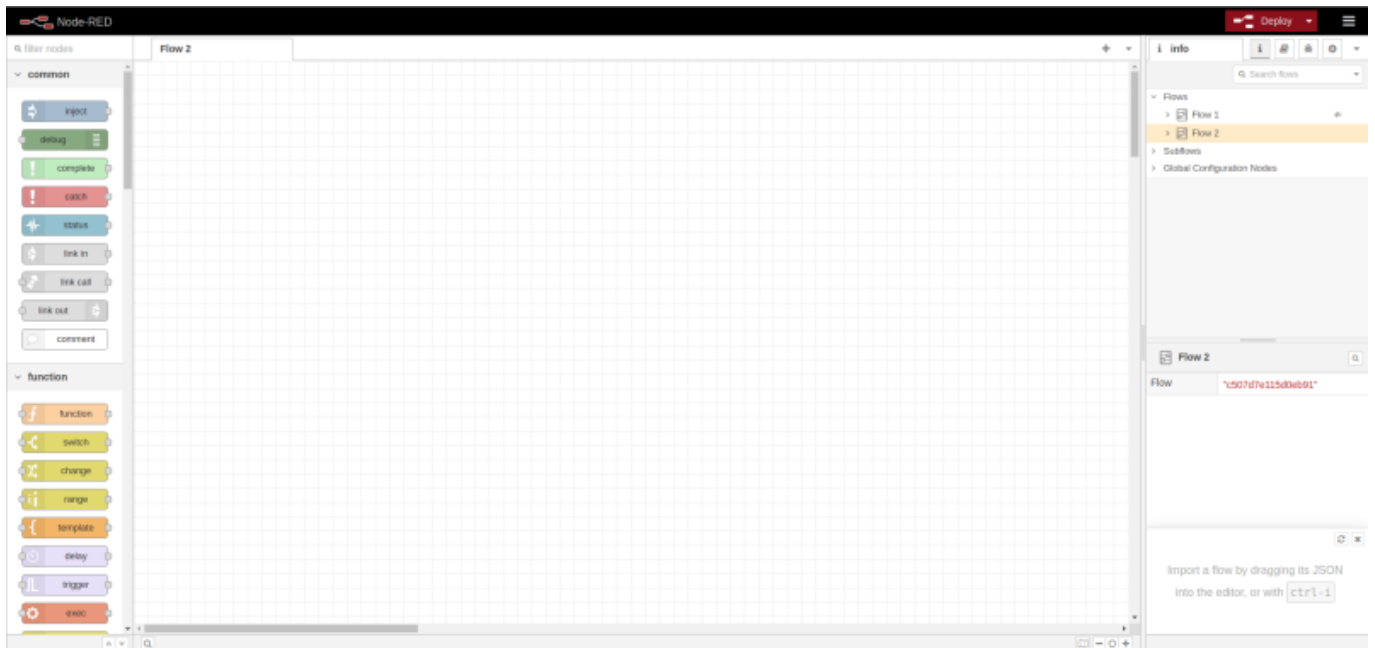 Node-RED
Deploy
filter nodes
Flow 2
info
common
Search flows
inject
debug
complete
catch
status
link in
link call
link out
comment
function
function
switch
change
range
template
delay
trigger
exec
Flows
Flow 1
Flow 2
Subflows
Global Configuration Nodes
Flow 2
Flow "c507d7e115d0eb91"
Import a flow by dragging its JSON
into the editor, or with ctrl-i